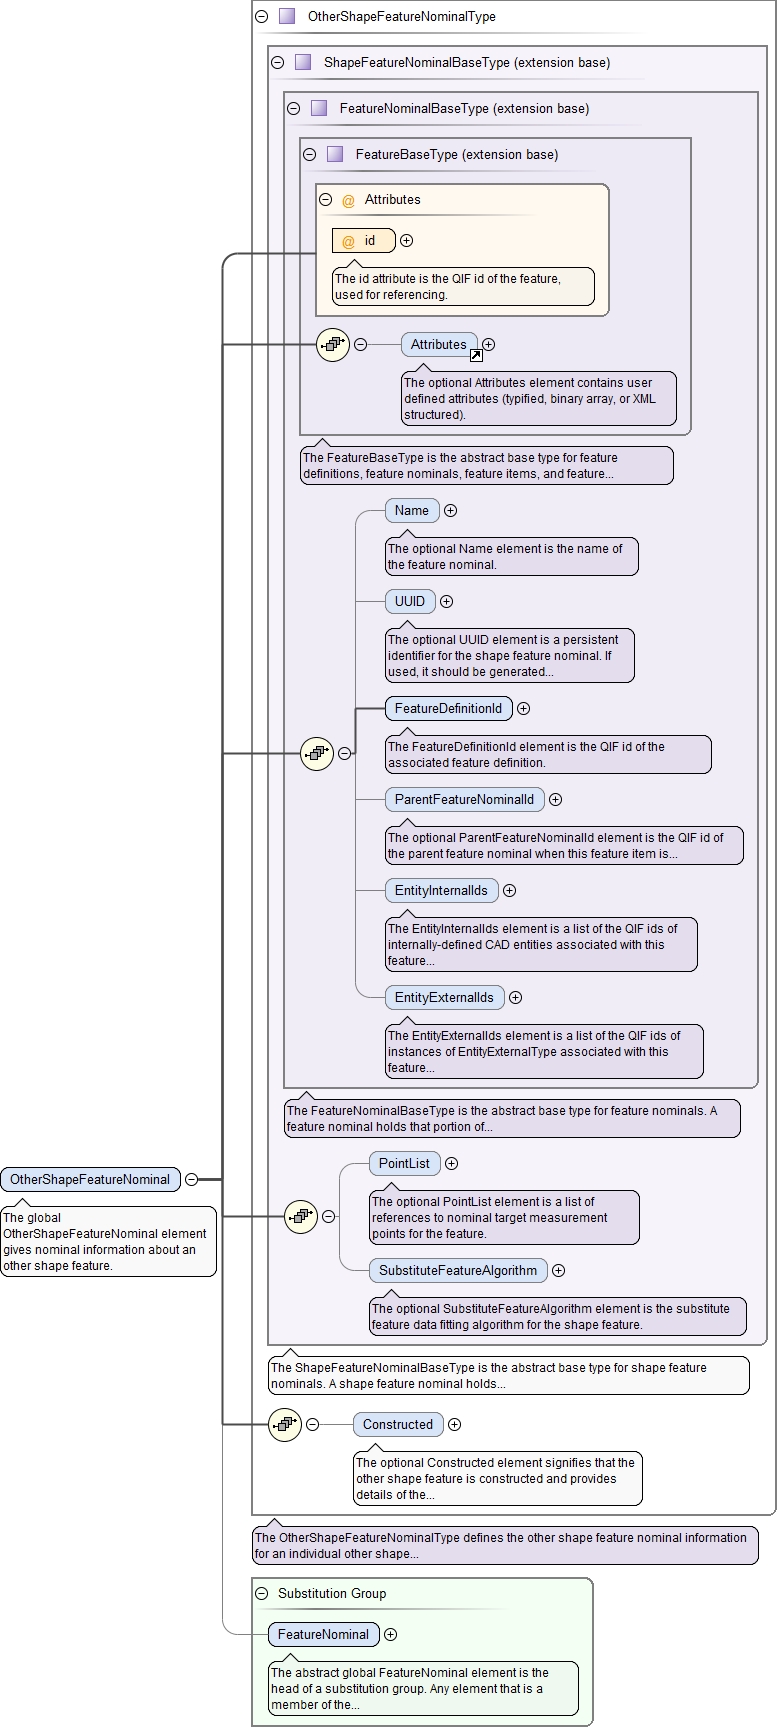 OtherShapeFeatureNominalType
ShapeFeatureNominalBaseType (extension base)
FeatureNominalBaseType (extension base)
FeatureBaseType (extension base)
@ Attributes
@ id
The id attribute is the QIF id of the feature,
used for referencing.
Attributes
The optional Attributes element contains user
defined attributes (typified, binary array, or XML
structured).
The FeatureBaseType is the abstract base type for feature
definitions, feature nominals, feature items, and feature...
Name
The optional Name element is the name of
the feature nominal.
UUID
The optional UUID element is a persistent
identifier for the shape feature nominal. If
used, it should be generated...
FeatureDefinitionId
The FeatureDefinitionId element is the QIF id of the
associated feature definition.
ParentFeatureNominalId
The optional ParentFeatureNominalId element is the QIF id of
the parent feature nominal when this feature item is...
EntityInternalIds
The EntityInternalIds element is a list of the QIF ids of
internally-defined CAD entities associated with this
feature...
EntityExternalIds
The EntityExternalIds element is a list of the QIF ids of
instances of EntityExternalType associated with this
feature...
The FeatureNominalBaseType is the abstract base type for feature nominals. A
feature nominal holds that portion of...
PointList
The optional PointList element is a list of
references to nominal target measurement
points for the feature.
OtherShapeFeatureNominal
The global
OtherShapeFeatureNominal element
gives nominal information about an
other shape feature.
SubstituteFeatureAlgorithm
The optional SubstituteFeatureAlgorithm element is the substitute
feature data fitting algorithm for the shape feature.
The ShapeFeatureNominalBaseType is the abstract base type for shape feature
nominals. A shape feature nominal holds...
Constructed
The optional Constructed element signifies that the
other shape feature is constructed and provides
details of the...
The OtherShapeFeatureNominalType defines the other shape feature nominal information
for an individual other shape...
Substitution Group
FeatureNominal
The abstract global FeatureNominal element is the
head of a substitution group. Any element that is a
member of the...